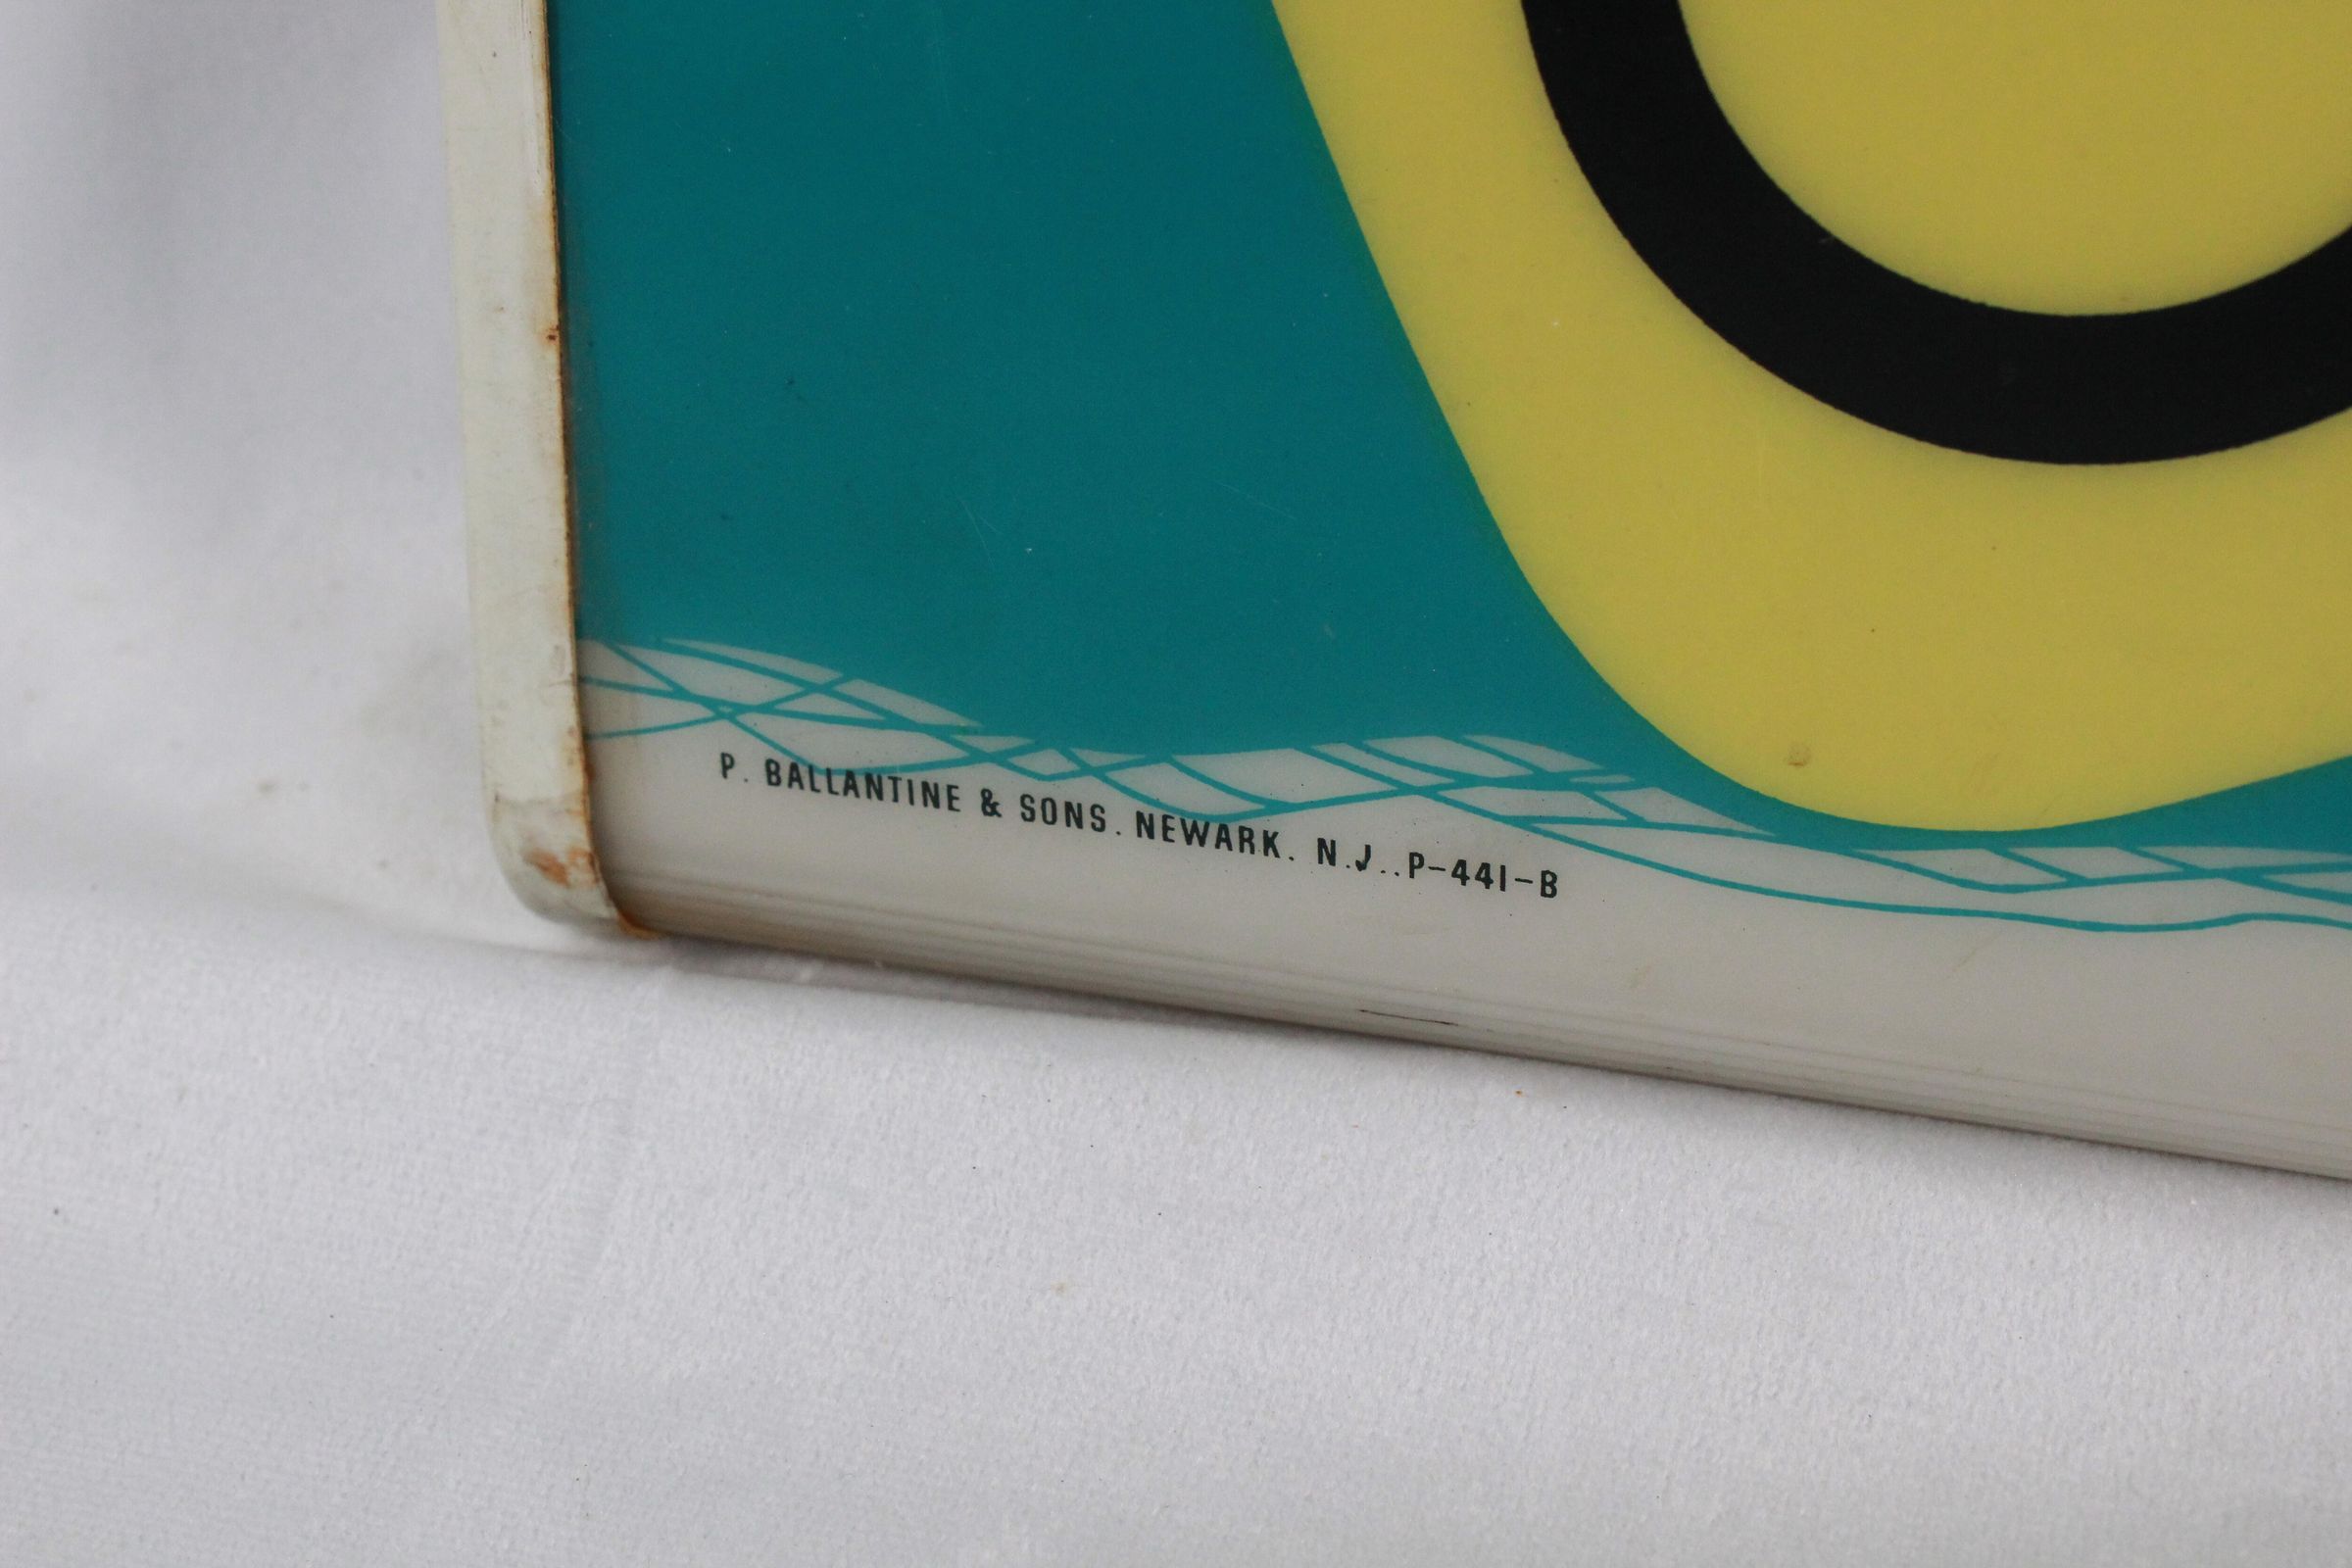 P. BALLANTINE & SONS. NEWARK. N.J..P-441-B